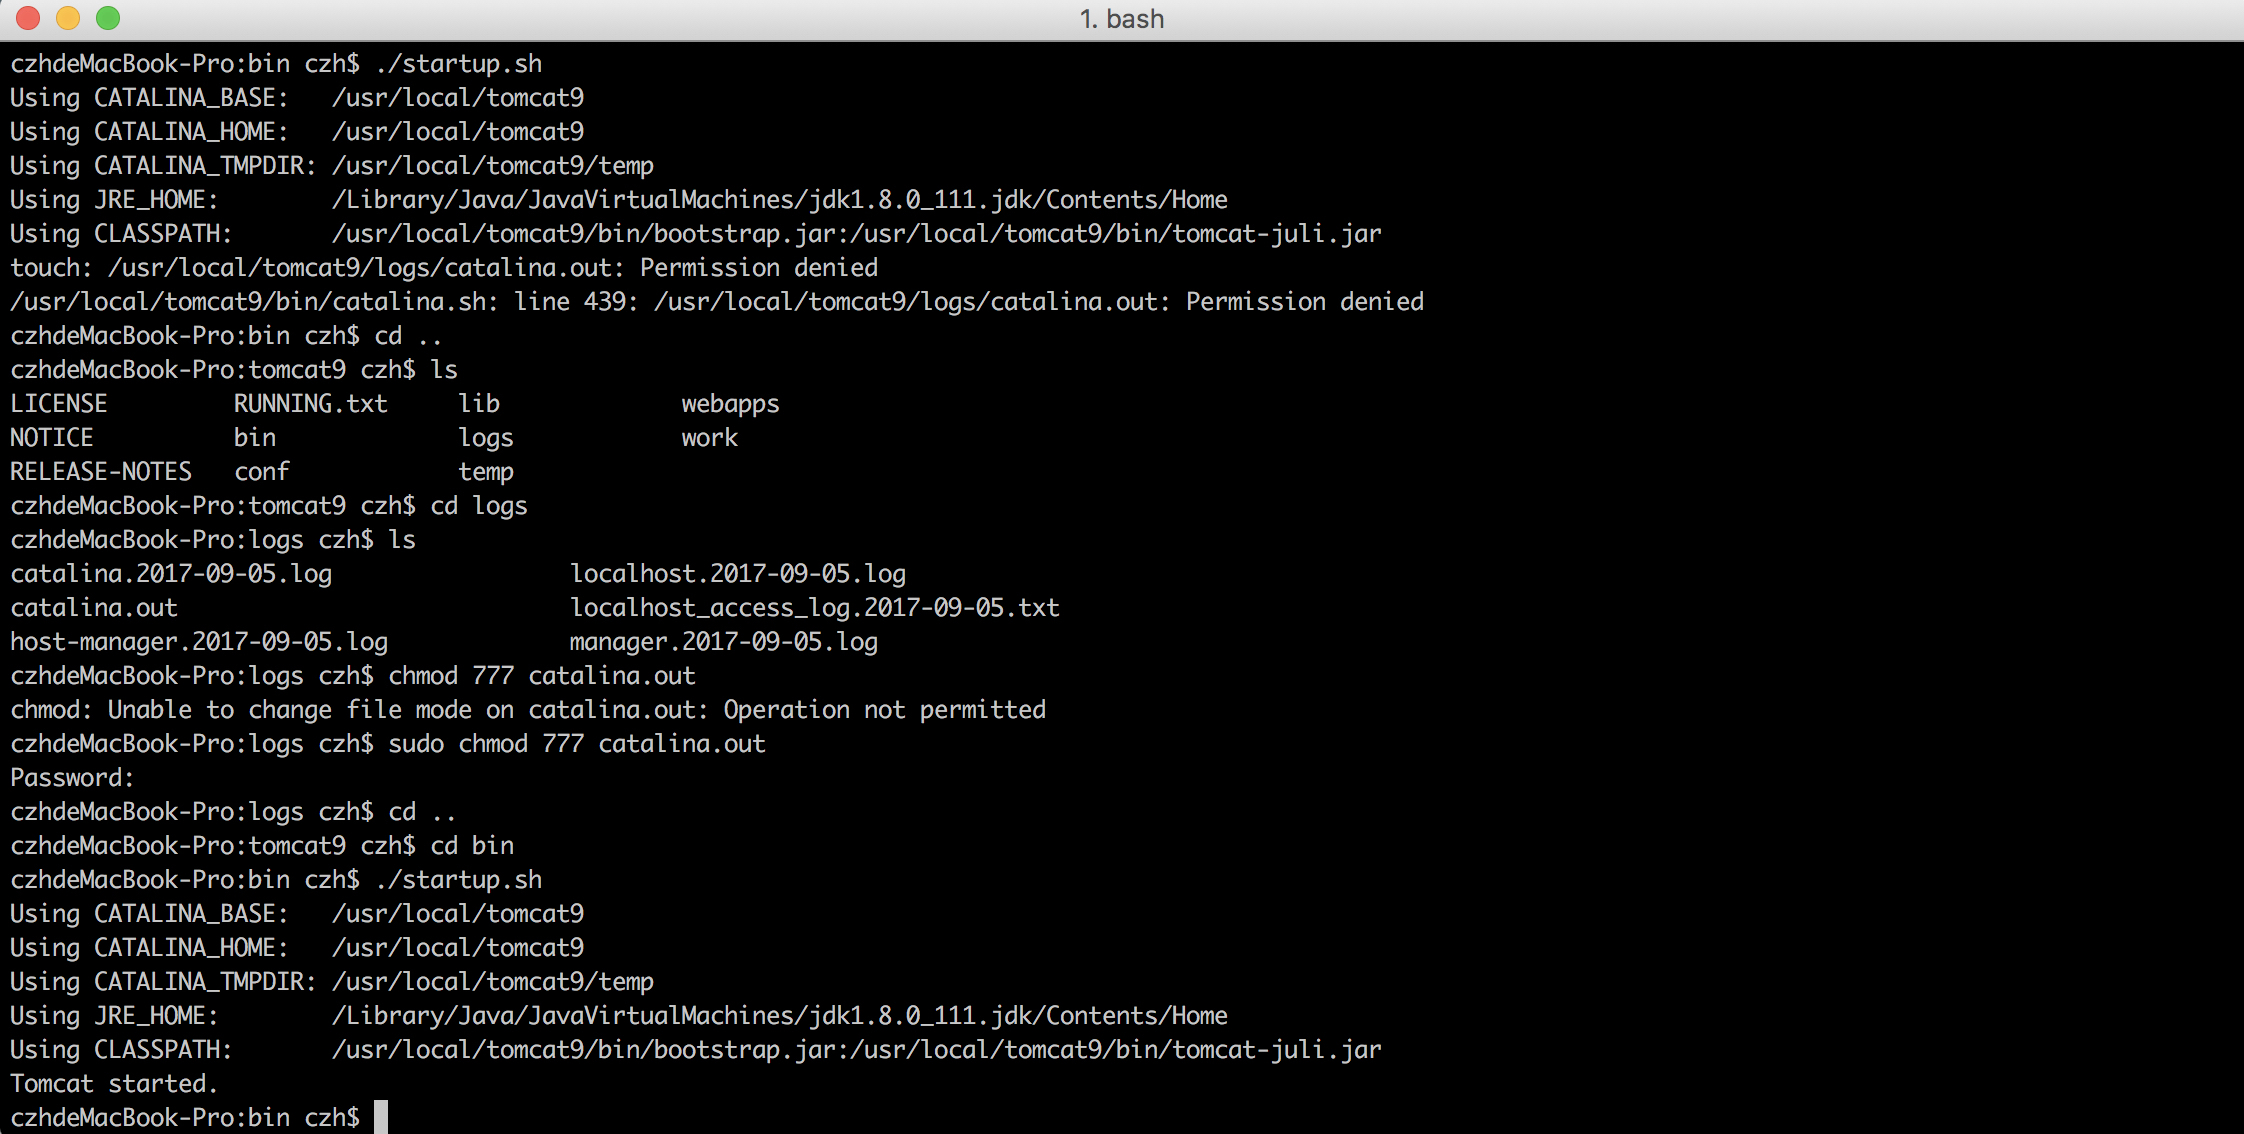 1. bash
czhdeMacBook-Pro:bin czh$ ./startup.sh
Using CATALINA_BASE:   /usr/local/tomcat9
Using CATALINA_HOME:   /usr/local/tomcat9
Using CATALINA_TMPDIR: /usr/local/tomcat9/temp
Using JRE_HOME:        /Library/Java/JavaVirtualMachines/jdk1.8.0_111.jdk/Contents/Home
Using CLASSPATH:       /usr/local/tomcat9/bin/bootstrap.jar:/usr/local/tomcat9/bin/tomcat-juli.jar
touch: /usr/local/tomcat9/logs/catalina.out: Permission denied
/usr/local/tomcat9/bin/catalina.sh: line 439: /usr/local/tomcat9/logs/catalina.out: Permission denied
czhdeMacBook-Pro:bin czh$ cd ..
czhdeMacBook-Pro:tomcat9 czh$ ls
LICENSE         RUNNING.txt     lib             webapps
NOTICE          bin             logs            work
RELEASE-NOTES   conf            temp
czhdeMacBook-Pro:tomcat9 czh$ cd logs
czhdeMacBook-Pro:logs czh$ ls
catalina.2017-09-05.log                 localhost.2017-09-05.log
catalina.out                            localhost_access_log.2017-09-05.txt
host-manager.2017-09-05.log             manager.2017-09-05.log
czhdeMacBook-Pro:logs czh$ chmod 777 catalina.out
chmod: Unable to change file mode on catalina.out: Operation not permitted
czhdeMacBook-Pro:logs czh$ sudo chmod 777 catalina.out
Password:
czhdeMacBook-Pro:logs czh$ cd ..
czhdeMacBook-Pro:tomcat9 czh$ cd bin
czhdeMacBook-Pro:bin czh$ ./startup.sh
Using CATALINA_BASE:   /usr/local/tomcat9
Using CATALINA_HOME:   /usr/local/tomcat9
Using CATALINA_TMPDIR: /usr/local/tomcat9/temp
Using JRE_HOME:        /Library/Java/JavaVirtualMachines/jdk1.8.0_111.jdk/Contents/Home
Using CLASSPATH:       /usr/local/tomcat9/bin/bootstrap.jar:/usr/local/tomcat9/bin/tomcat-juli.jar
Tomcat started.
czhdeMacBook-Pro:bin czh$